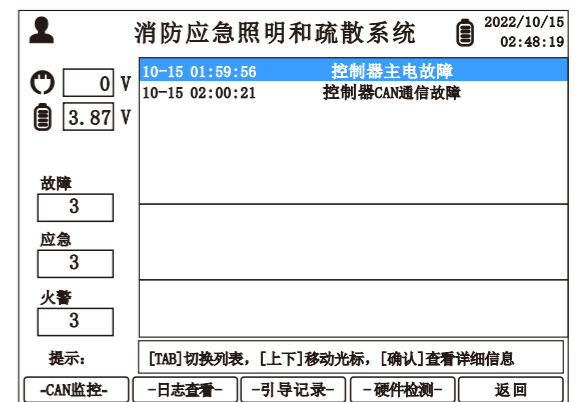 消防应急照明和疏散系统
2022/10/15
02:48:19
0 V
3.87 V
10-15 01:59:56 控制器主电故障
10-15 02:00:21 控制器CAN通信故障
故障
3
应急
3
火警
3
提示:
[TAB]切换列表，[上下]移动光标，[确认]查看详细信息
-CAN监控-
-日志查看-
-引导记录-
-硬件检测-
返回